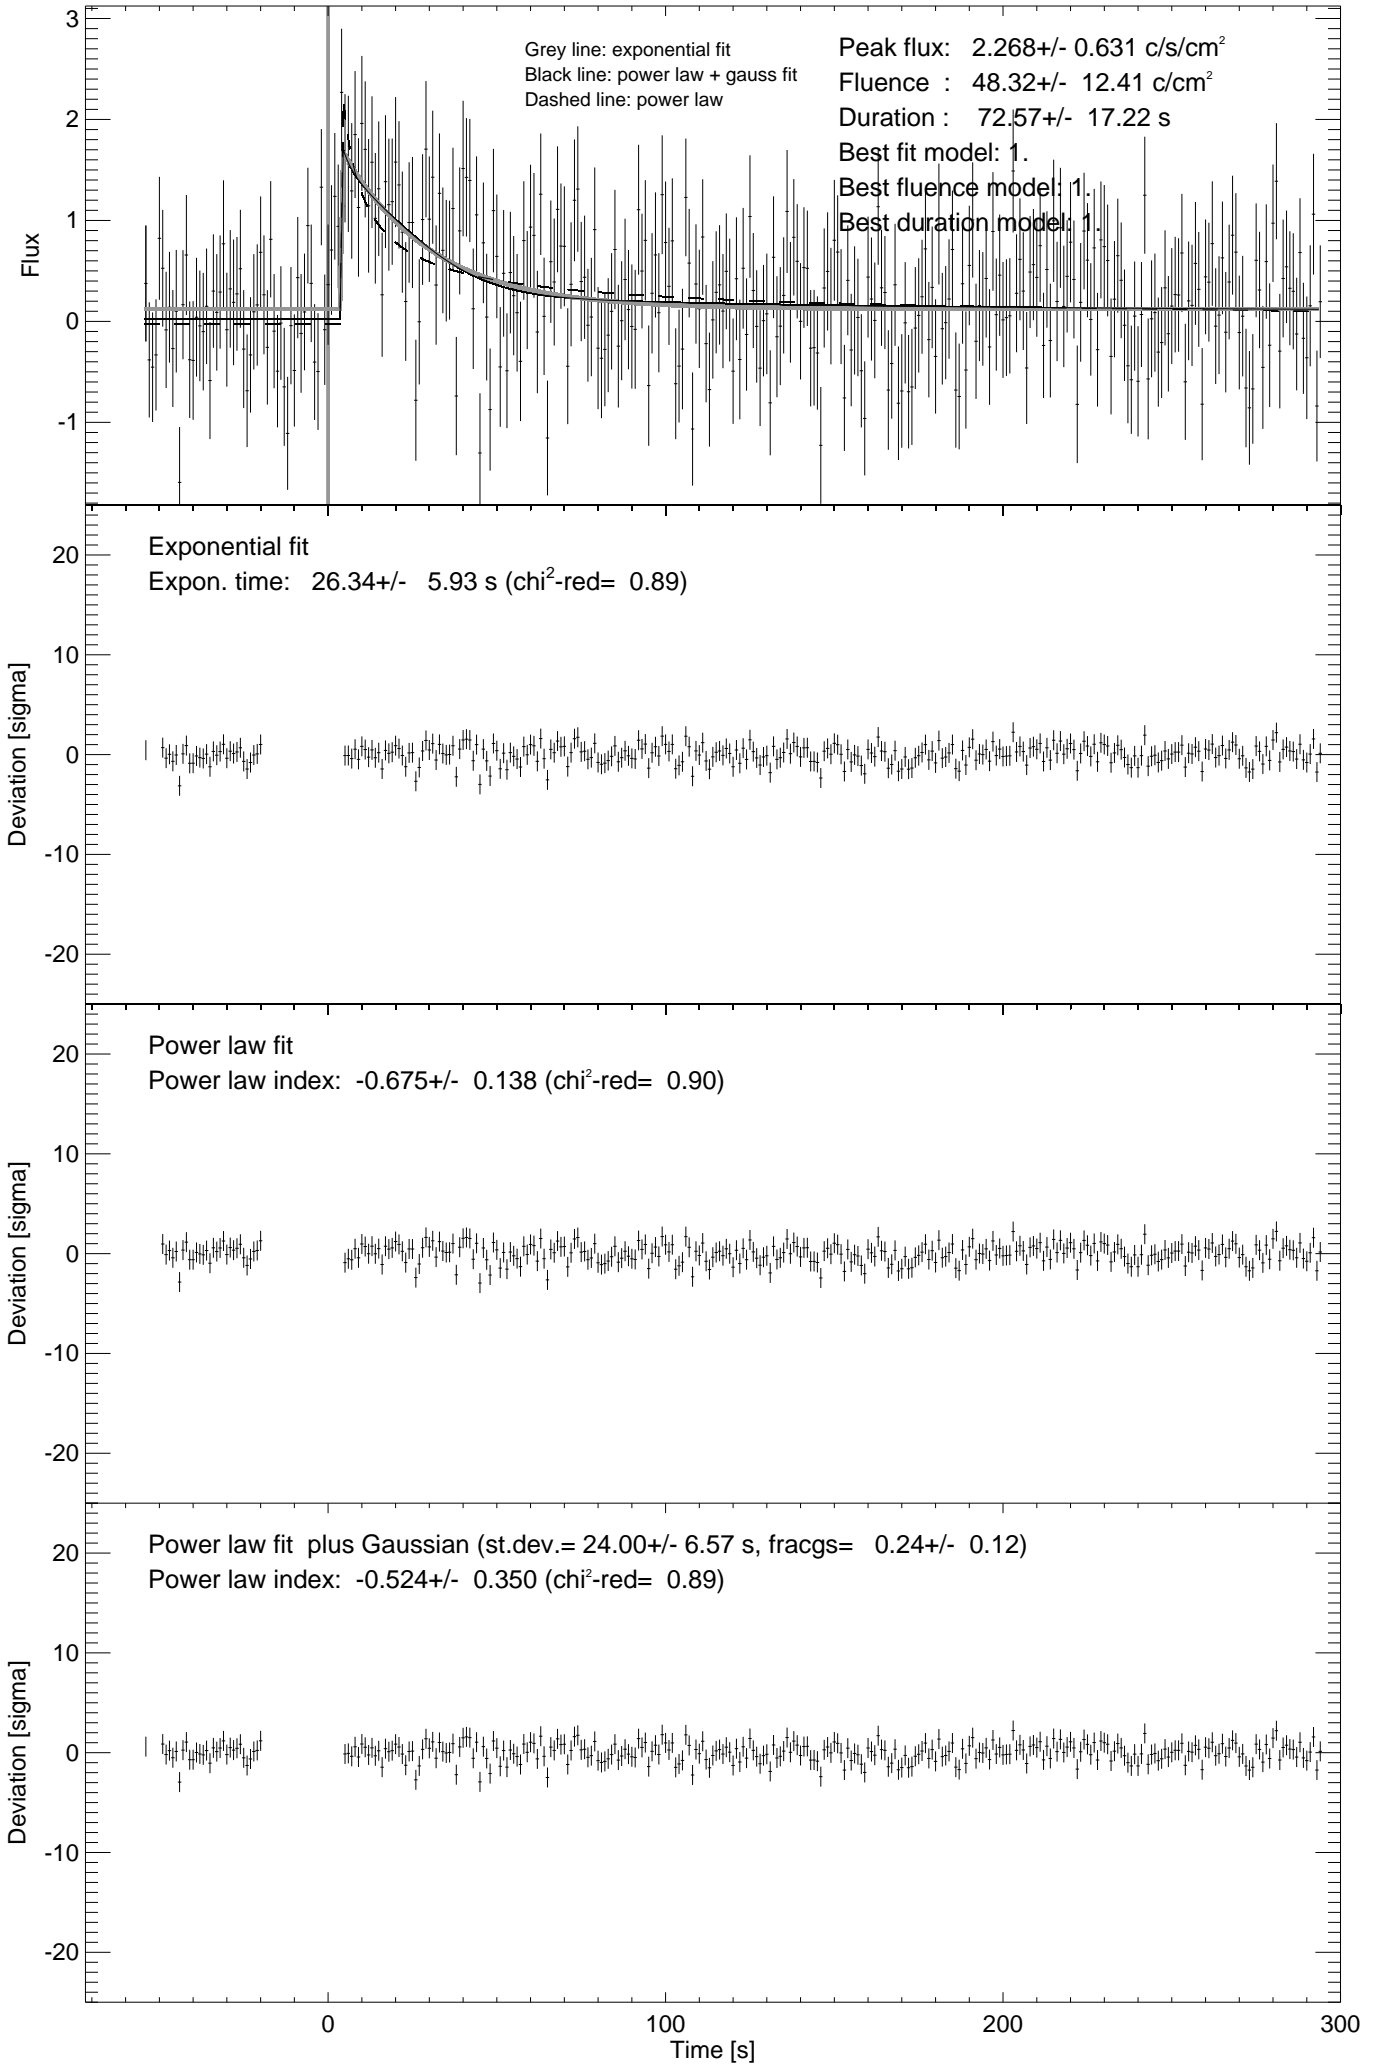 3
2
1
0
-1
Flux
Grey line: exponential fit
Black line: power law + gauss fit
Dashed line: power law
Peak flux: 2.268+/- 0.631 c/s/cm²
Fluence : 48.32+/- 12.41 c/cm²
Duration : 72.57+/- 17.22 s
Best fit model: 1.
Best fluence model: 1.
Best duration model: 1.
20
10
0
-10
-20
Deviation [sigma]
Exponential fit
Expon. time: 26.34+/- 5.93 s (chi²-red= 0.89)
20
10
0
-10
-20
Deviation [sigma]
Power law fit
Power law index: -0.675+/- 0.138 (chi²-red= 0.90)
20
10
0
-10
-20
Deviation [sigma]
Power law fit plus Gaussian (st.dev.= 24.00+/- 6.57 s, fracgs= 0.24+/- 0.12)
Power law index: -0.524+/- 0.350 (chi²-red= 0.89)
0 100 200 300
Time [s]